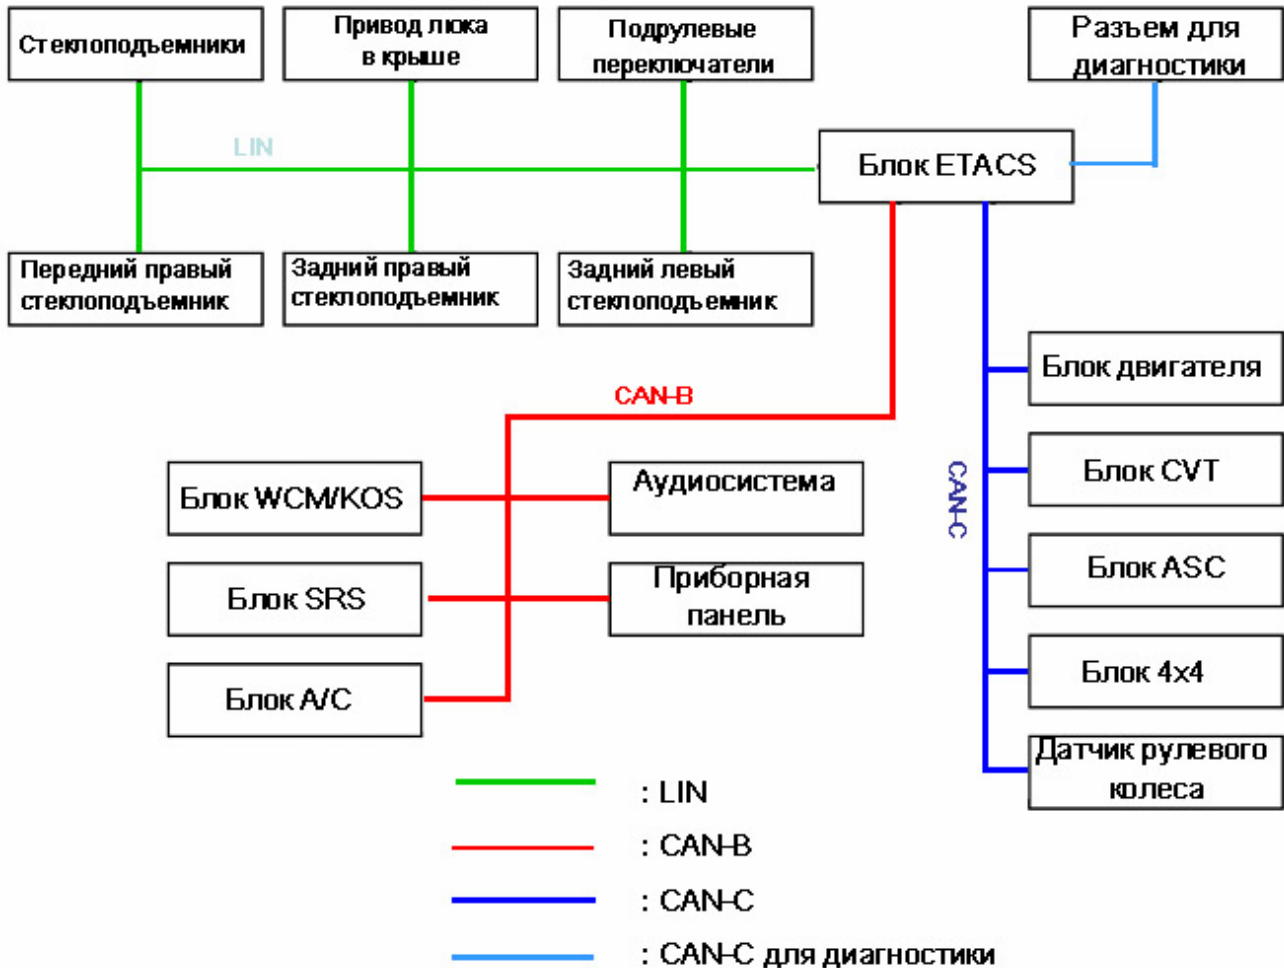 Стеклоподъемники
Привод люка
в крыше
Подрулевые
переключатели
Разъем для
диагностики
LIN
Блок ETACS
Передний правый
стеклоподъемник
Задний правый
стеклоподъемник
Задний левый
стеклоподъемник
CAN-B
CAN-C
Блок двигателя
Блок CVT
Блок ASC
Блок 4x4
Датчик рулевого
колеса
Блок WCM/KOS
Аудиосистема
Блок SRS
Приборная
панель
Блок A/C
: LIN
: CAN-B
: CAN-C
: CAN-C для диагностики